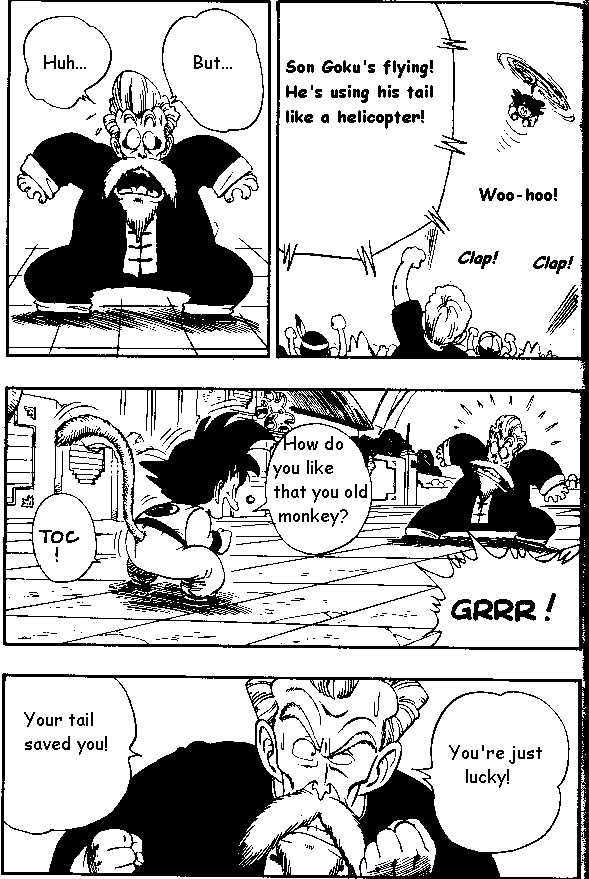 Son Goku's flying!
He's using his tail
like a helicopter!
Woo-hoo!
Clap!
Clap!
But...
Huh...
How do
you like
that you old
monkey?
TOC
!
GRRR!
You're just
lucky!
Your tail
saved you!